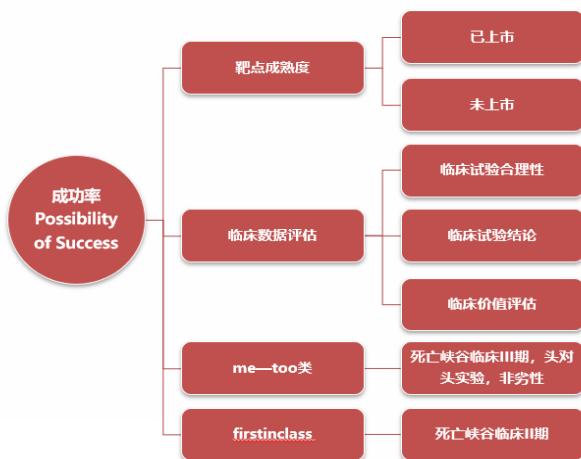 成功率
Possibility
of Success
靶点成熟度
已上市
未上市
临床数据评估
临床试验合理性
临床试验结论
临床价值评估
me—too类
死亡峡谷临床III期，头对
头实验，非劣性
firstinclass
死亡峡谷临床II期